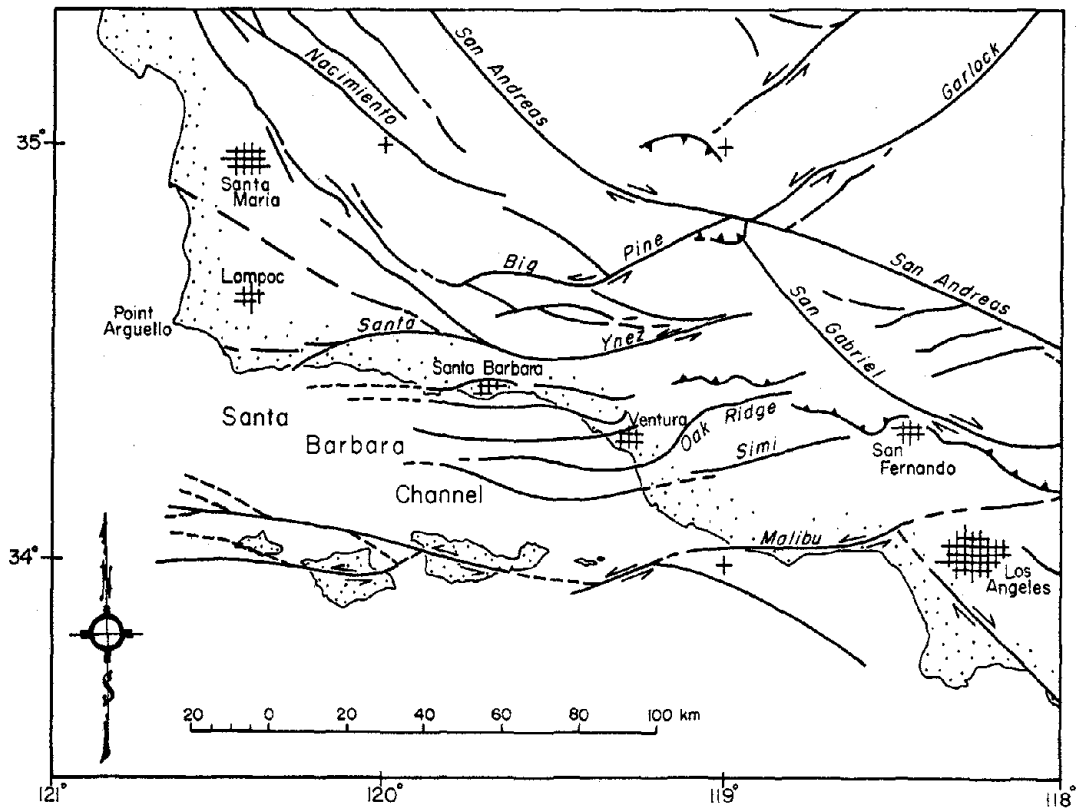 San Andreas
Nacimiento
Garlock
35°
Santa
Maria
Big Pine
San Andreas
Lompoc
Point
Arguello
Santa Ynez
San Gabriel
Santa Barbara
Santa
Barbara
Channel
Ventura
Oak Ridge
Simi
San
Fernando
Malibu
34°
Los
Angeles
20 0 20 40 60 80 100 km
121° 120° 119° 118°